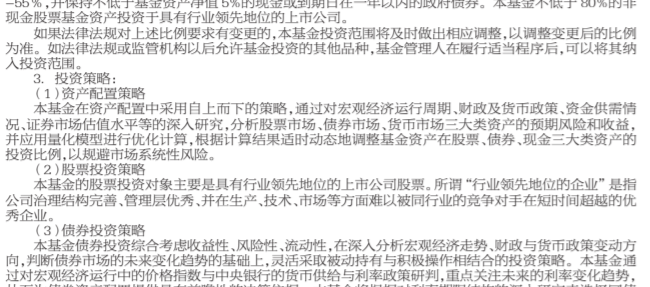 -55%,并保持不低于基金资产净值5%的现金或到期日在一年以内的政府债券。本基金不低于80%的非
现金股票基金资产投资于具有行业领先地位的上市公司。
如果法律法规对上述比例要求有变更的,本基金投资范围将及时做出相应调整,以调整变更后的比例
为准。如法律法规或监管机构以后允许基金投资的其他品种,基金管理人在履行适当程序后,可以将其纳
入投资范围。
3. 投资策略:
(1)资产配置策略
本基金在资产配置中采用自上而下的策略,通过对宏观经济运行周期、财政及货币政策、资金供需情
况、证券市场估值水平等的深入研究,分析股票市场、债券市场、货币市场三大类资产的预期风险和收益,
并应用量化模型进行优化计算,根据计算结果适时动态地调整基金资产在股票、债券、现金三大类资产的
投资比例,以规避市场系统性风险。
(2)股票投资策略
本基金的股票投资对象主要是具有行业领先地位的上市公司股票。所谓“行业领先地位的企业”是指
公司治理结构完善、管理层优秀、并在生产、技术、市场等方面难以被同行业的竞争对手在短时间超越的优
秀企业。
(3)债券投资策略
本基金债券投资综合考虑收益性、风险性、流动性,在深入分析宏观经济走势、财政与货币政策变动方
向,判断债券市场的未来变化趋势的基础上,灵活采取被动持有与积极操作相结合的投资策略。本基金通
过对宏观经济运行中的价格指数与中央银行的货币供给与利率政策研判,重点关注未来的利率变化趋势,